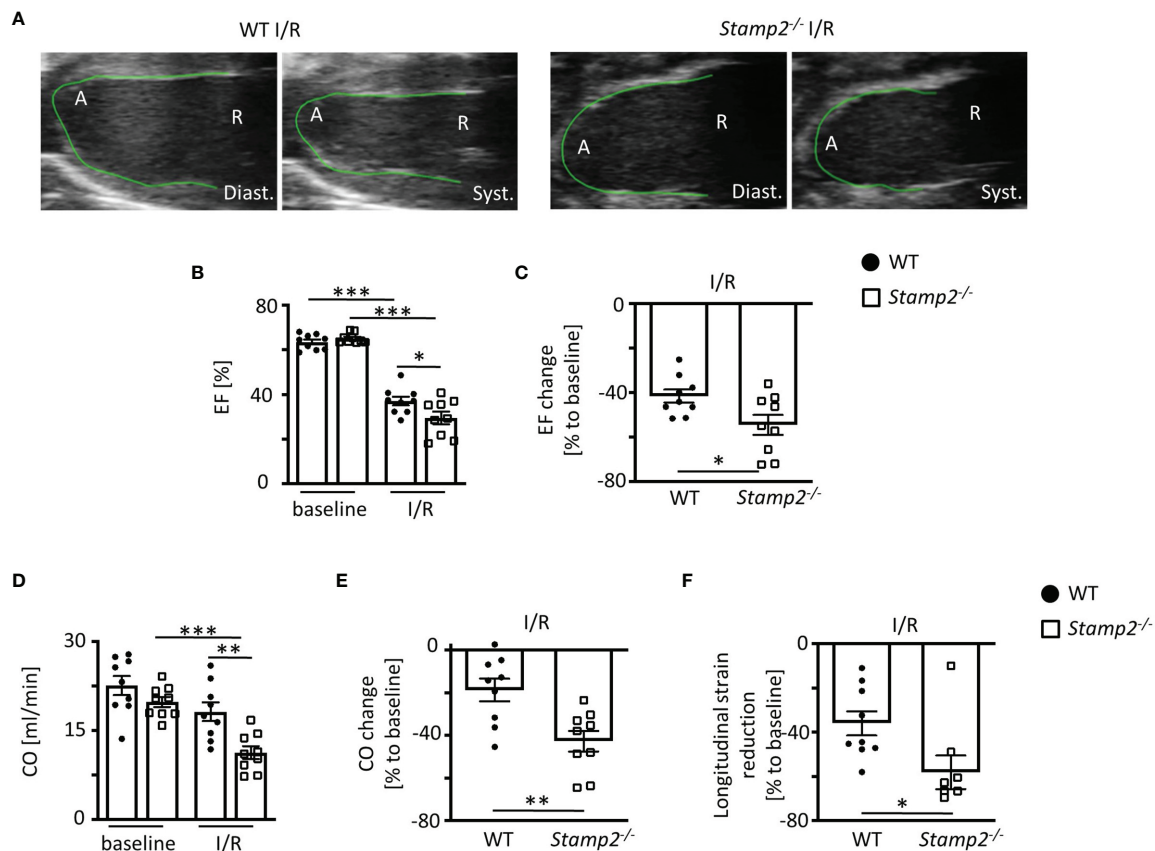 A
WT I/R
Stamp2-/- I/R
A
R
Diast.
A
R
Syst.
A
R
Diast.
A
R
Syst.
B
EF [%]
80
40
0
***
***
*
baseline
I/R
C
I/R
EF change
[% to baseline]
0
-40
-80
*
WT
Stamp2-/-
WT
Stamp2-/-
D
CO [ml/min]
30
15
0
***
**
baseline
I/R
E
I/R
CO change
[% to baseline]
0
-40
-80
**
WT
Stamp2-/-
F
I/R
Longitudinal strain
reduction
[% to baseline]
0
-40
-80
*
WT
Stamp2-/-
WT
Stamp2-/-